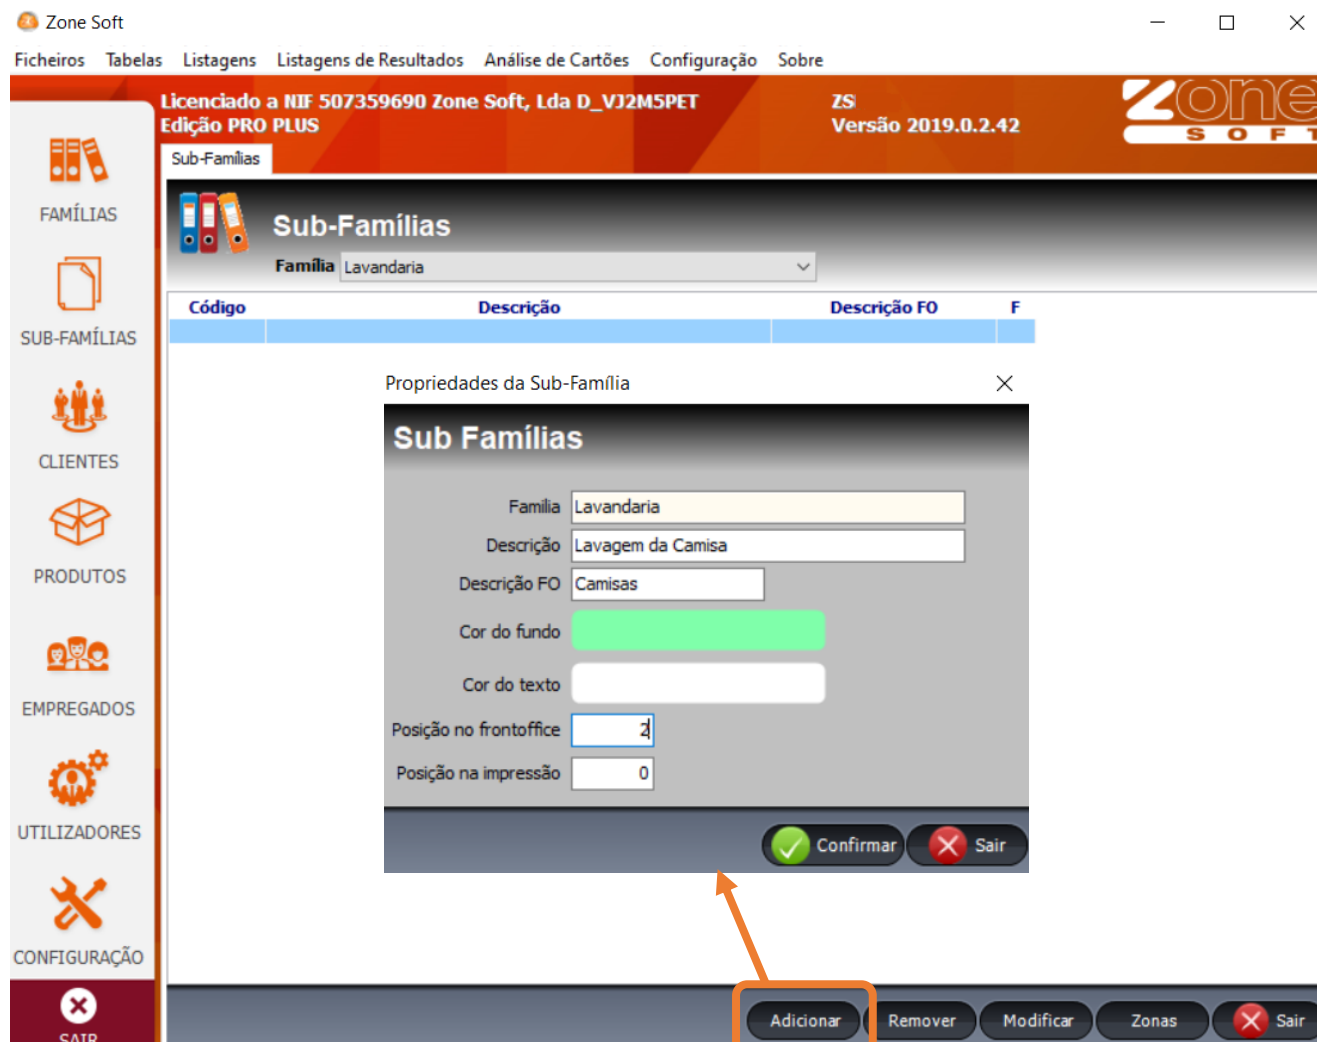 Zone Soft
Ficheiros Tabelas Listagens Listagens de Resultados Análise de Cartões Configuração Sobre
Licenciado a NIF 507359690 Zone Soft, Lda D_VJ2M5PET ZS
Edição PRO PLUS Versão 2019.0.2.42
zone
SOFT
Sub-Famílias
FAMÍLIAS
SUB-FAMÍLIAS
CLIENTES
PRODUTOS
EMPREGADOS
UTILIZADORES
CONFIGURAÇÃO
SAIR
Sub-Famílias
Família Lavandaria
Código Descrição Descrição FO F
Propriedades da Sub-Família
Sub Famílias
Familia Lavandaria
Descrição Lavagem da Camisa
Descrição FO Camisas
Cor do fundo
Cor do texto
Posição no frontoffice 2
Posição na impressão 0
Confirmar Sair
Adicionar Remover Modificar Zonas Sair